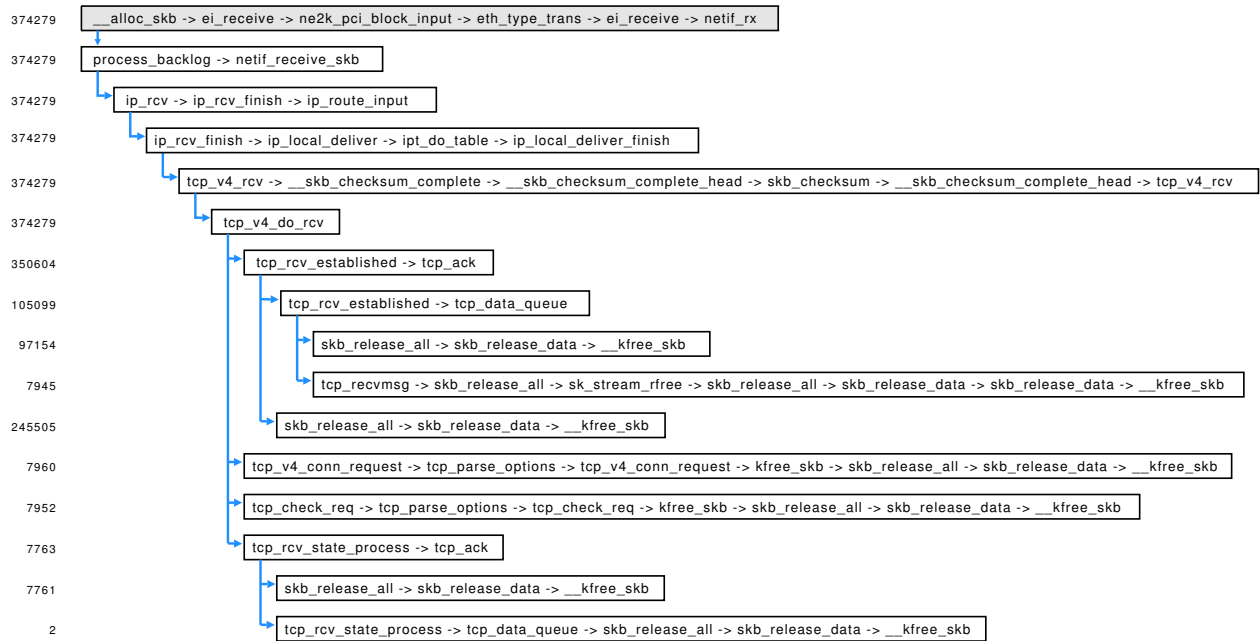 374279 __alloc_skb -> ei_receive -> ne2k_pci_block_input -> eth_type_trans -> ei_receive -> netif_rx
374279 process_backlog -> netif_receive_skb
374279 ip_rcv -> ip_rcv_finish -> ip_route_input
374279 ip_rcv_finish -> ip_local_deliver -> ipt_do_table -> ip_local_deliver_finish
374279 tcp_v4_rcv -> __skb_checksum_complete -> __skb_checksum_complete_head -> skb_checksum -> __skb_checksum_complete_head -> tcp_v4_rcv
374279 tcp_v4_do_rcv
350604 tcp_rcv_established -> tcp_ack
105099 tcp_rcv_established -> tcp_data_queue
97154 skb_release_all -> skb_release_data -> __kfree_skb
7945 tcp_recvmsg -> skb_release_all -> sk_stream_rfree -> skb_release_all -> skb_release_data -> skb_release_data -> __kfree_skb
245505 skb_release_all -> skb_release_data -> __kfree_skb
7960 tcp_v4_conn_request -> tcp_parse_options -> tcp_v4_conn_request -> kfree_skb -> skb_release_all -> skb_release_data -> __kfree_skb
7952 tcp_check_req -> tcp_parse_options -> tcp_check_req -> kfree_skb -> skb_release_all -> skb_release_data -> __kfree_skb
7763 tcp_rcv_state_process -> tcp_ack
7761 skb_release_all -> skb_release_data -> __kfree_skb
2 tcp_rcv_state_process -> tcp_data_queue -> skb_release_all -> skb_release_data -> __kfree_skb